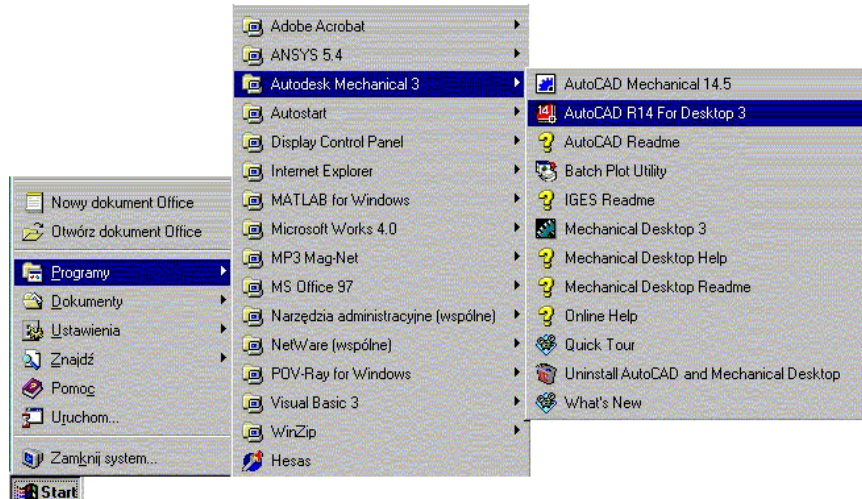 Nowy dokument Office
Otwórz dokument Office
Programy
Dokumenty
Ustawienia
Znajdź
Pomoc
Uruchom...
Zamknij system...
Start
Adobe Acrobat
ANSYS 5.4
Autodesk Mechanical 3
Autostart
Display Control Panel
Internet Explorer
MATLAB for Windows
Microsoft Works 4.0
MP3 Mag-Net
MS Office 97
Narzędzia administracyjne (wspólne)
NetWare (wspólne)
POV-Ray for Windows
Visual Basic 3
WinZip
Hesas
AutoCAD Mechanical 14.5
AutoCAD R14 For Desktop 3
AutoCAD Readme
Batch Plot Utility
IGES Readme
Mechanical Desktop 3
Mechanical Desktop Help
Mechanical Desktop Readme
Online Help
Quick Tour
Uninstall AutoCAD and Mechanical Desktop
What's New